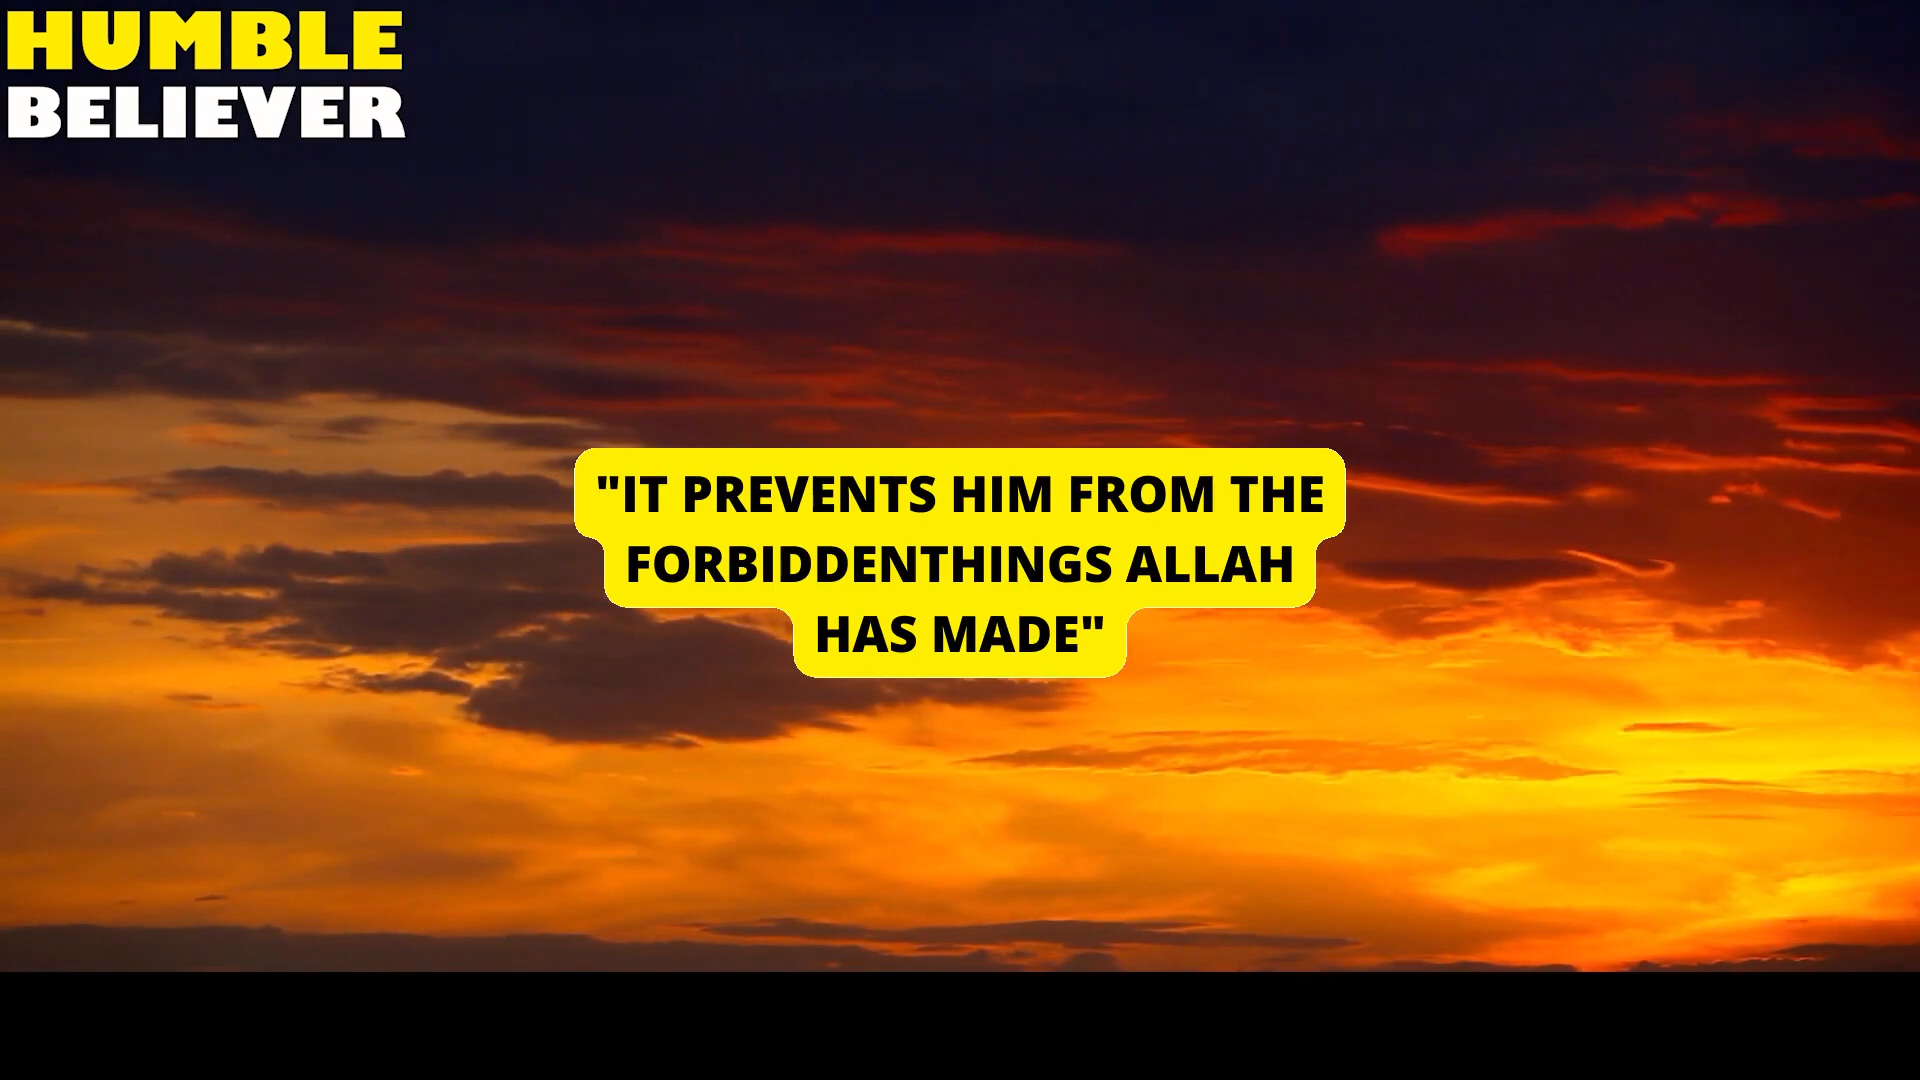 HUMBLE
BELIEVER
"IT PREVENTS HIM FROM THE
FORBIDDENTHINGS ALLAH
HAS MADE"